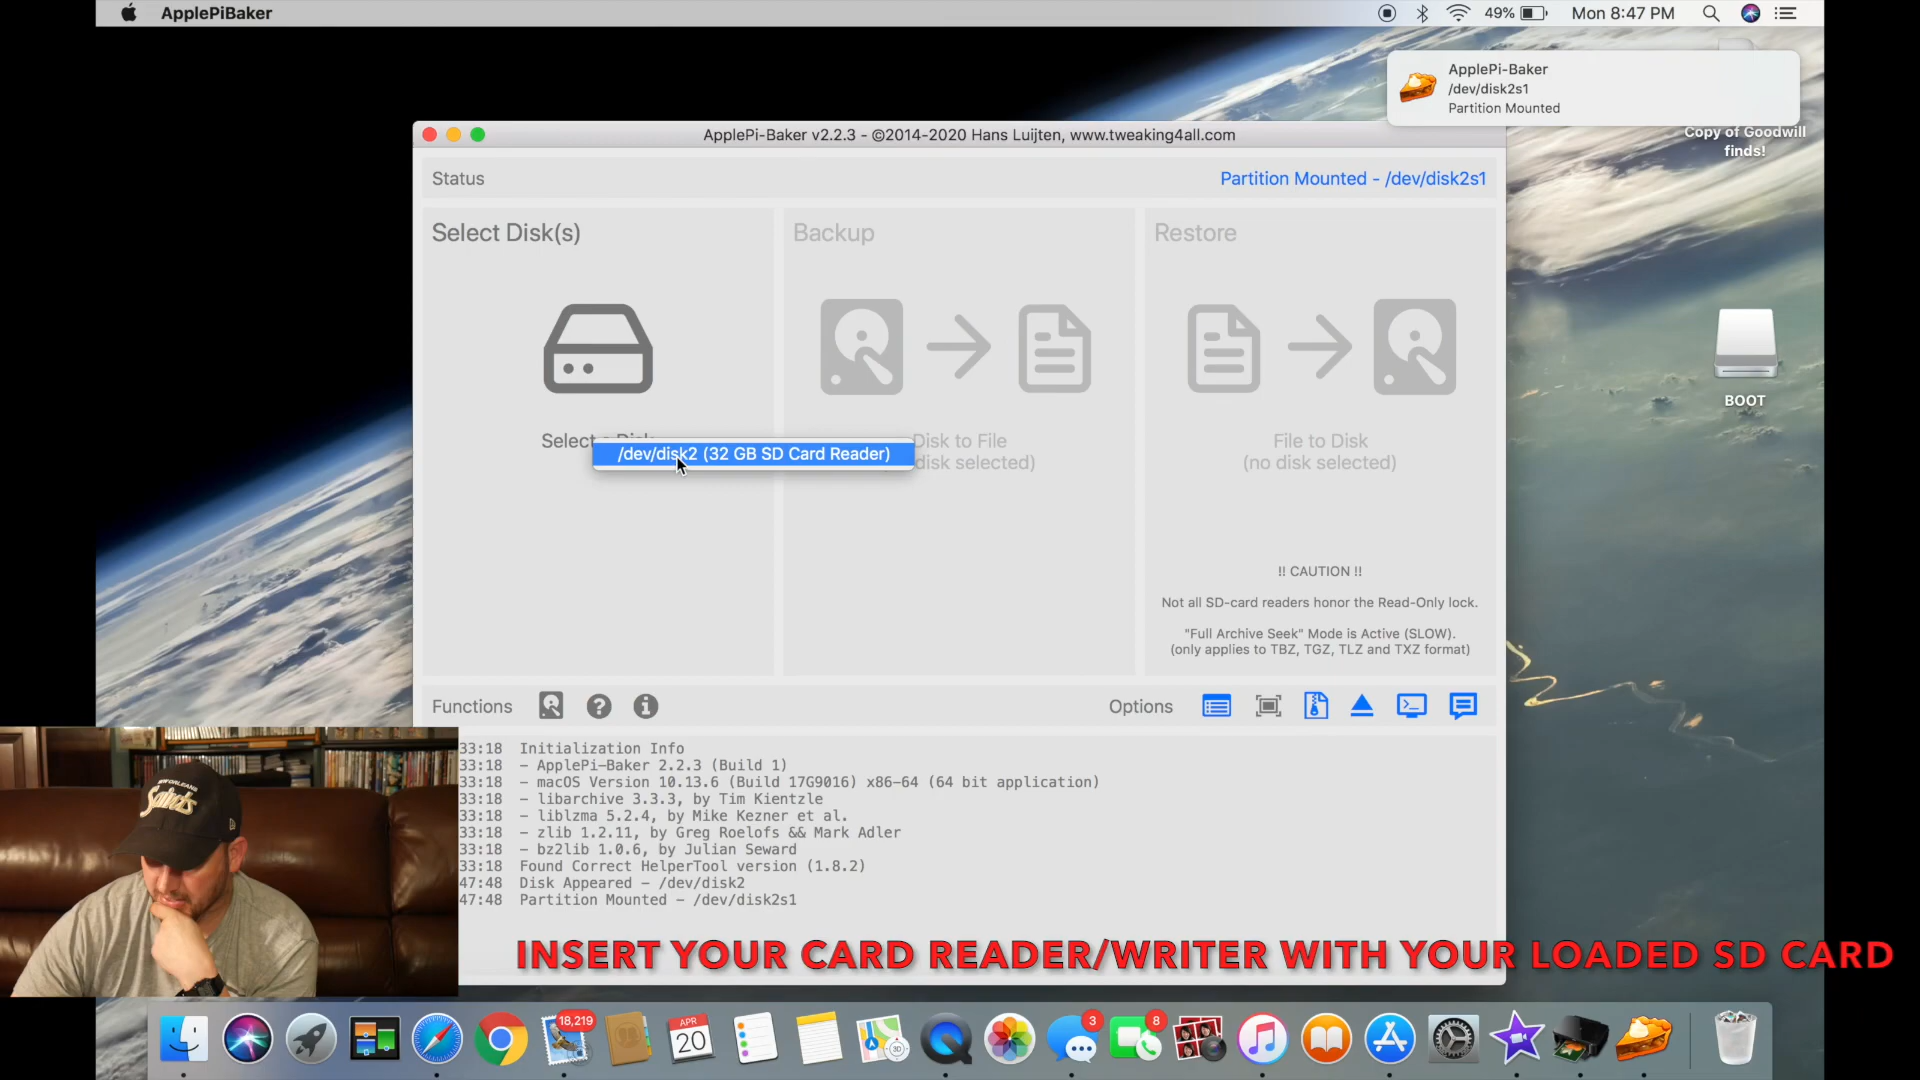 ApplePiBaker
49%
Mon 8:47 PM
ApplePi-Baker
/dev/disk2s1
Partition Mounted
ApplePi-Baker v2.2.3 - ©2014-2020 Hans Luijten, www.tweaking4all.com
Copy of Goodwill
finds!
Status
Partition Mounted - /dev/disk2s1
Select Disk(s)
Backup
Restore
BOOT
Select a Disk
/dev/disk2 (32 GB SD Card Reader)
Disk to File
disk selected)
File to Disk
(no disk selected)
!! CAUTION !!
Not all SD-card readers honor the Read-Only lock.
"Full Archive Seek" Mode is Active (SLOW).
(only applies to TBZ, TGZ, TLZ and TXZ format)
Functions
Options
33:18 Initialization Info
33:18 - ApplePi-Baker 2.2.3 (Build 1)
33:18 - macOS Version 10.13.6 (Build 17G9016) x86-64 (64 bit application)
33:18 - libarchive 3.3.3, by Tim Kientzle
33:18 - liblzma 5.2.4, by Mike Kezner et al.
33:18 - zlib 1.2.11, by Greg Roelofs && Mark Adler
33:18 - bz2lib 1.0.6, by Julian Seward
33:18 Found Correct HelperTool version (1.8.2)
47:48 Disk Appeared - /dev/disk2
47:48 Partition Mounted - /dev/disk2s1
Saints
INSERT YOUR CARD READER/WRITER WITH YOUR LOADED SD CARD
18,219
APR
20
3D
3
8